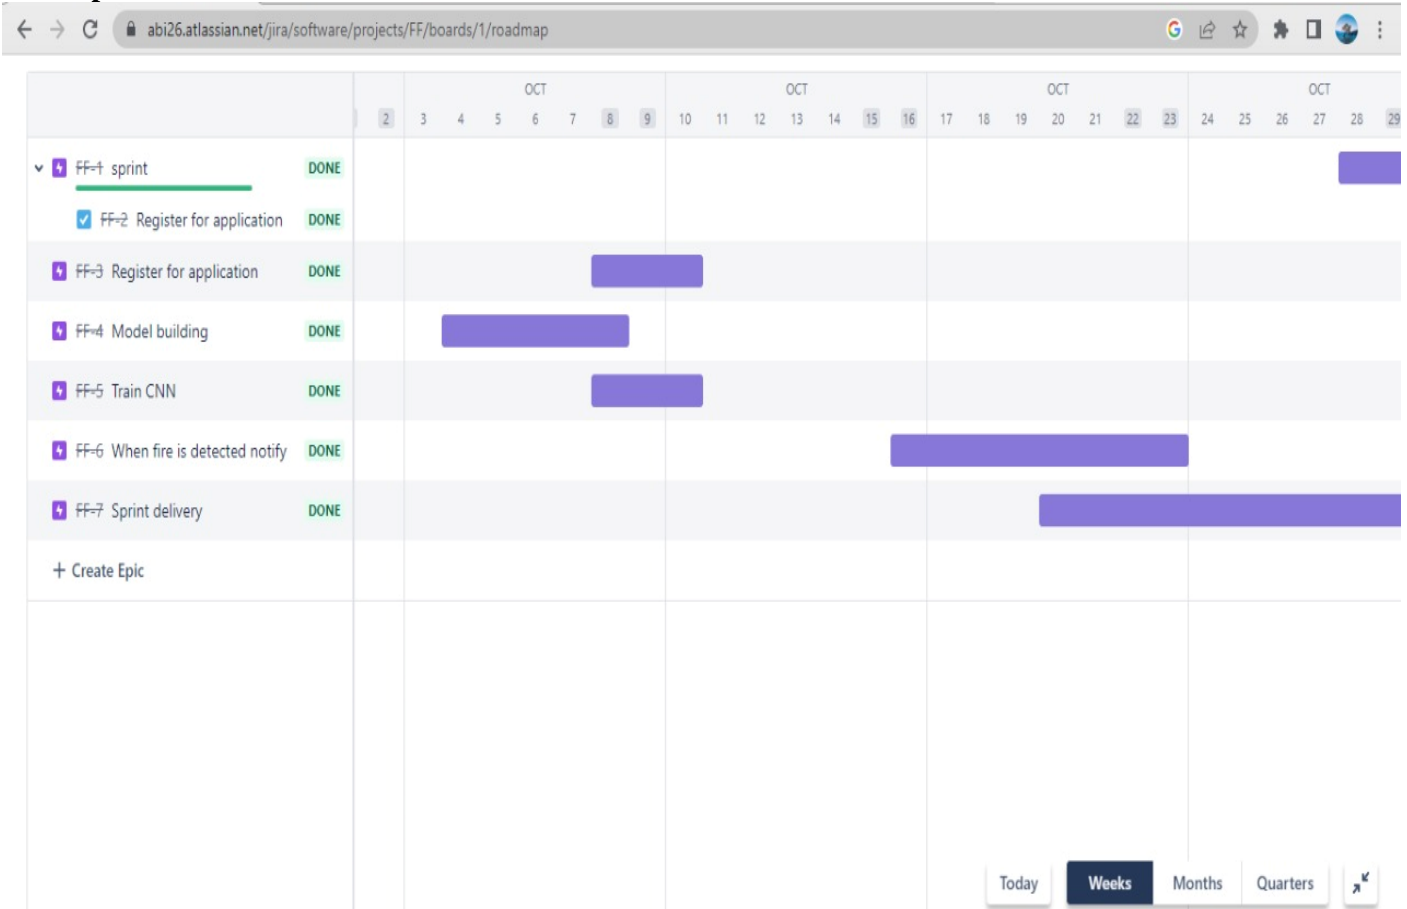 abi26.atlassian.net/jira/software/projects/FF/boards/1/roadmap
OCT OCT OCT OCT
2 3 4 5 6 7 8 9 10 11 12 13 14 15 16 17 18 19 20 21 22 23 24 25 26 27 28 29
FF-1 sprint DONE
FF-2 Register for application DONE
FF-3 Register for application DONE
FF-4 Model building DONE
FF-5 Train CNN DONE
FF-6 When fire is detected notify DONE
FF-7 Sprint delivery DONE
+ Create Epic
Today Weeks Months Quarters